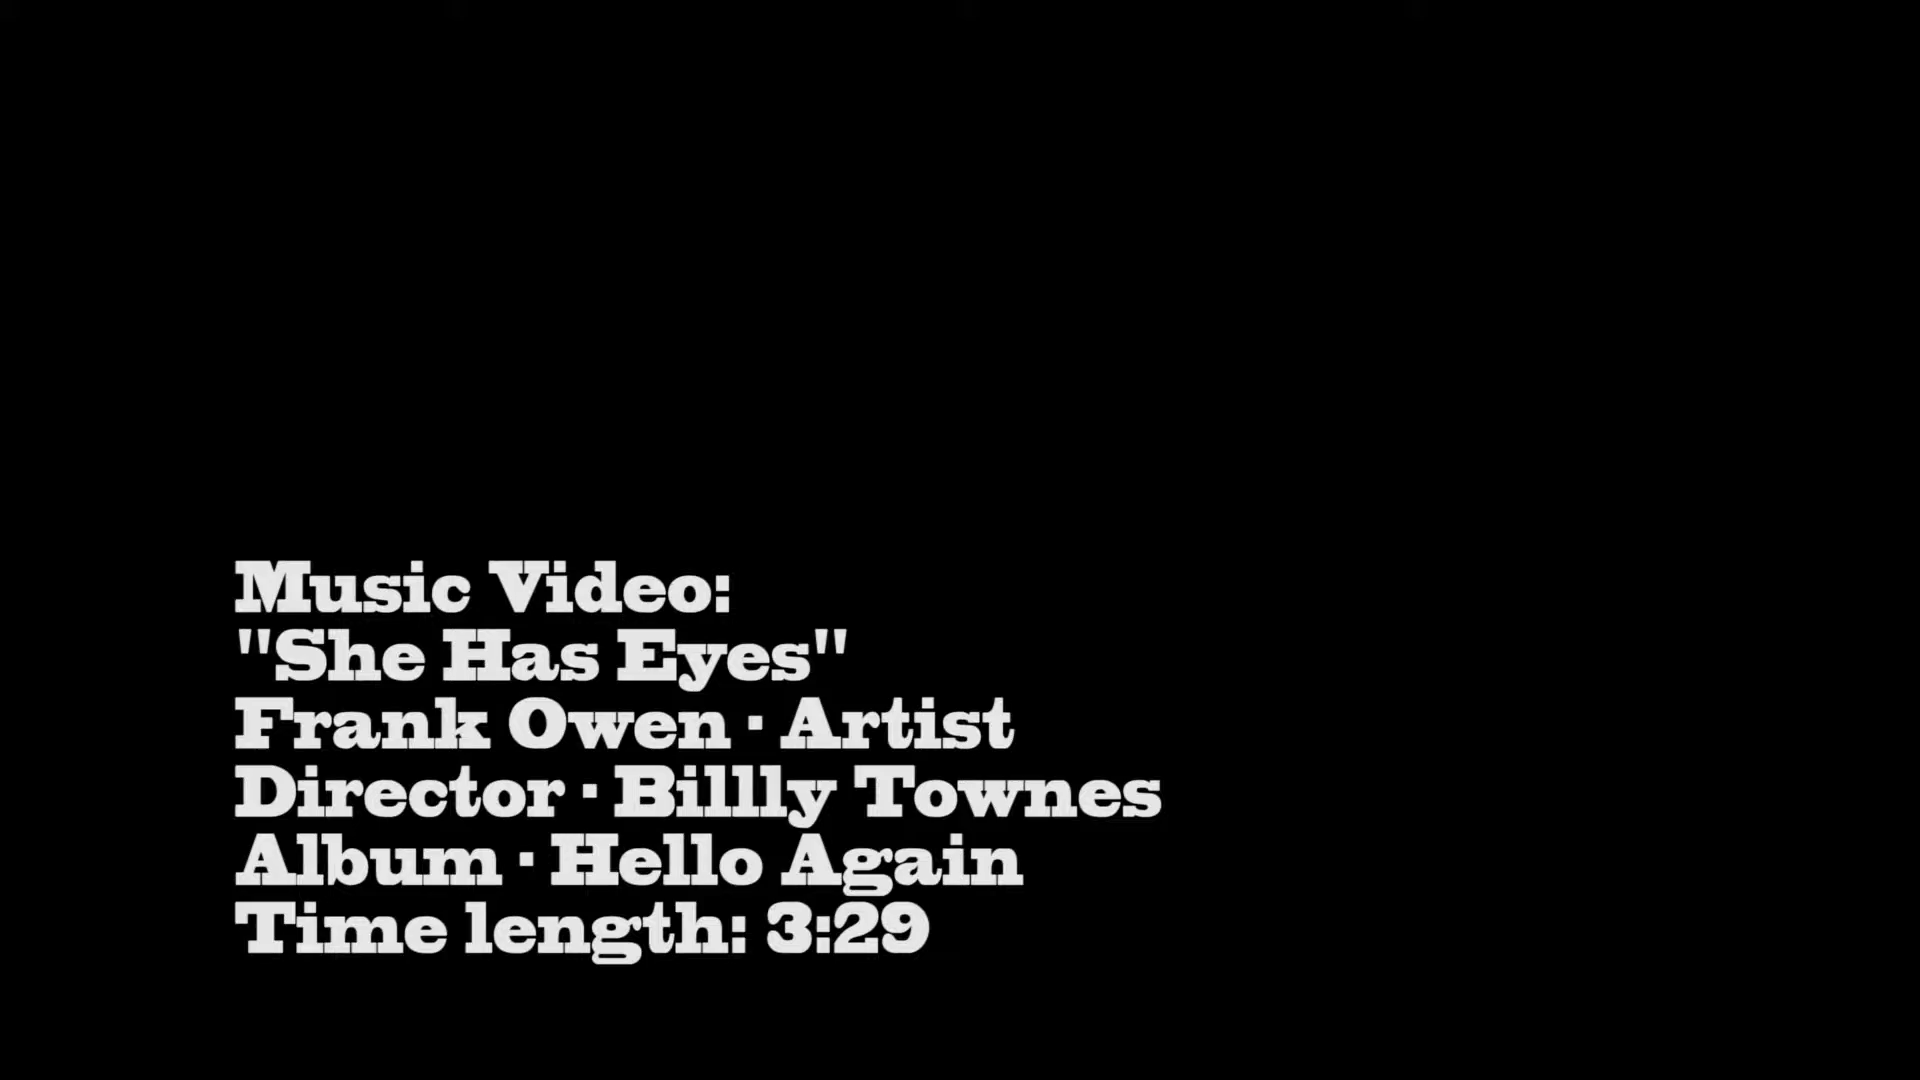 Music Video:
"She Has Eyes"
Frank Owen · Artist
Director · Billly Townes
Album · Hello Again
Time length: 3:29